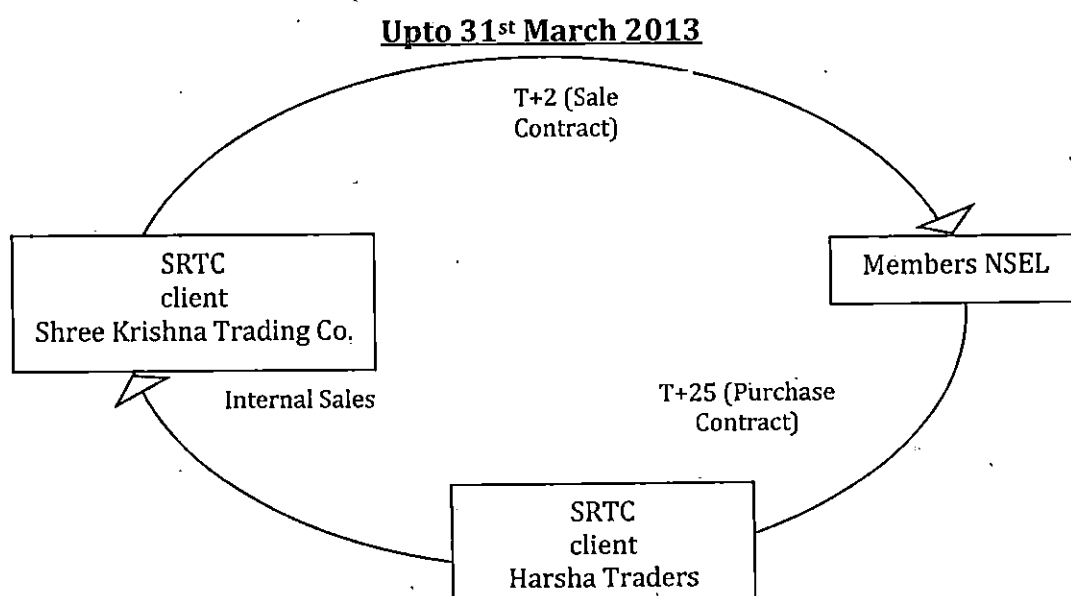 Upto 31st March 2013
T+2 (Sale
Contract)
SRTC
client
Shree Krishna Trading Co.
Members NSEL
Internal Sales
T+25 (Purchase
Contract)
SRTC
client
Harsha Traders